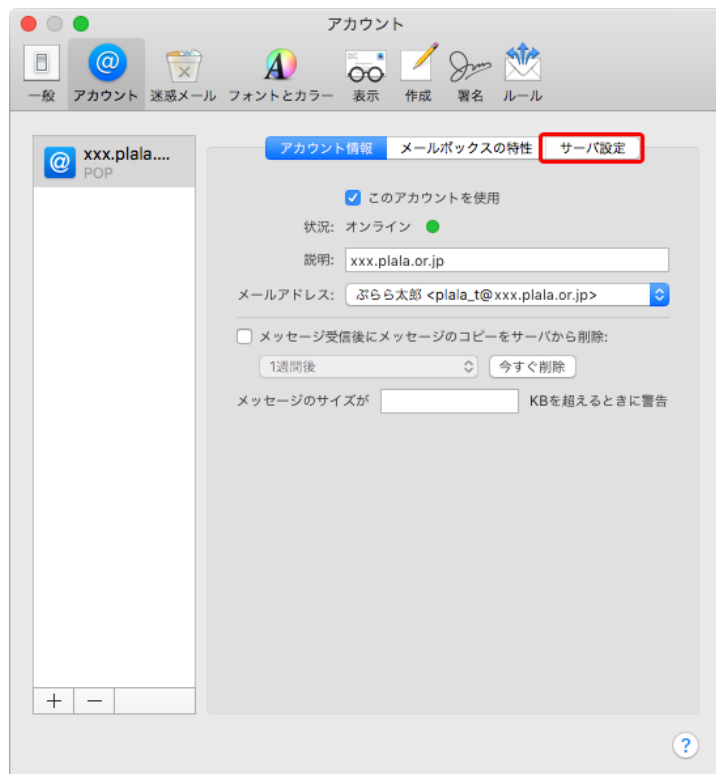 アカウント
一般 アカウント 迷惑メール フォントとカラー 表示 作成 署名 ルール
xxx.plala....
POP
アカウント情報 メールボックスの特性 サーバ設定
このアカウントを使用
状況: オンライン
説明: xxx.plala.or.jp
メールアドレス: ぷらら太郎 <plala_t@xxx.plala.or.jp>
メッセージ受信後にメッセージのコピーをサーバから削除:
1週間後 今すぐ削除
メッセージのサイズが KBを超えるときに警告